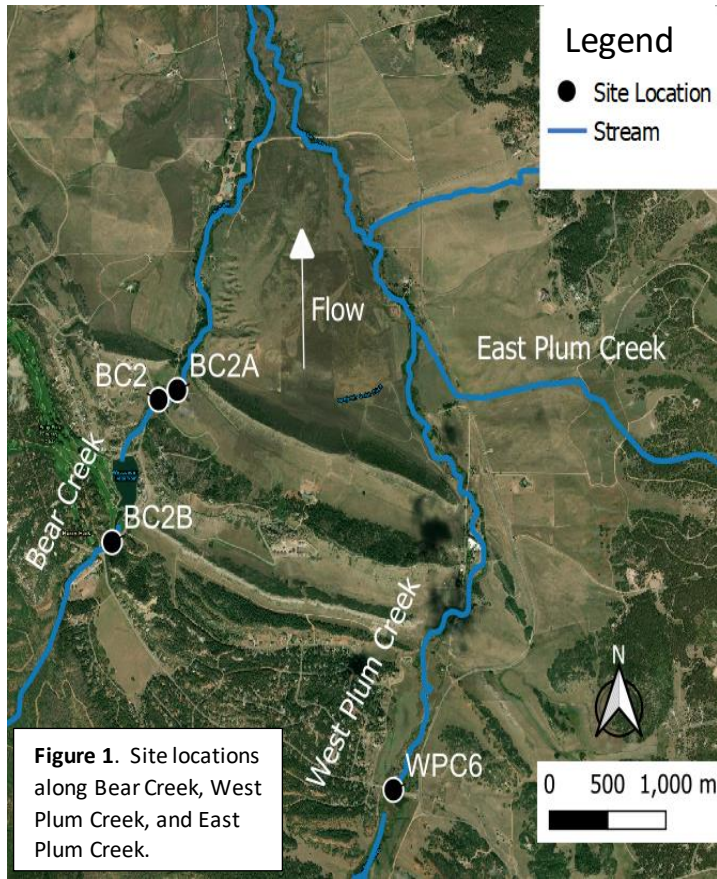 Legend
Site Location
Stream
Flow
East Plum Creek
BC2
BC2A
Bear Creek
BC2B
West Plum Creek
WPC6
N
0 500 1,000 m
Figure 1. Site locations
along Bear Creek, West
Plum Creek, and East
Plum Creek.